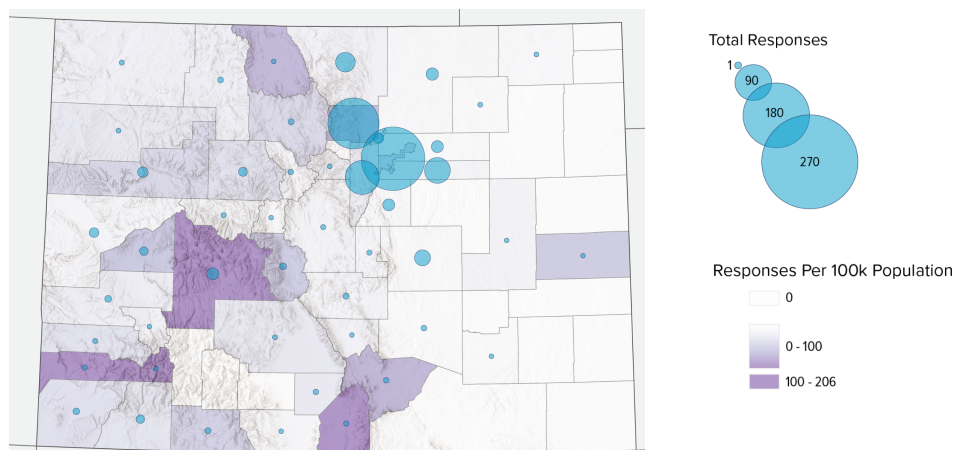 Total Responses
1
90
180
270
Responses Per 100k Population
0
0 - 100
100 - 206